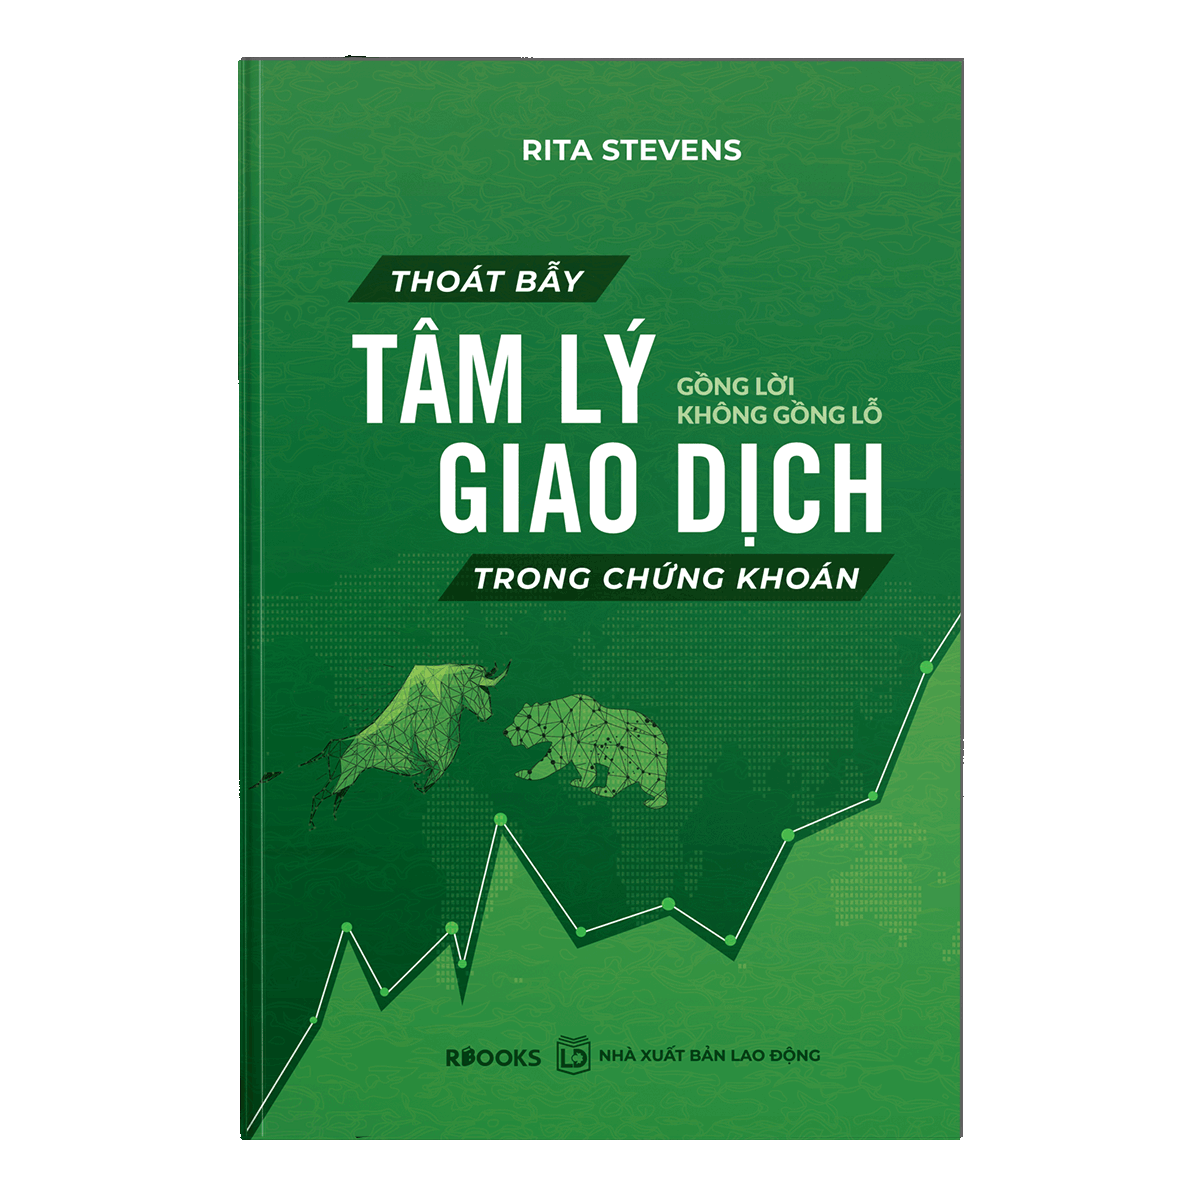 RITA STEVENS
THOÁT BẪY
TÂM LÝ
GỒNG LỜI
KHÔNG GỒNG LỖ
GIAO DỊCH
TRONG CHỨNG KHOÁN
RBOOKS LD NHÀ XUẤT BẢN LAO ĐỘNG